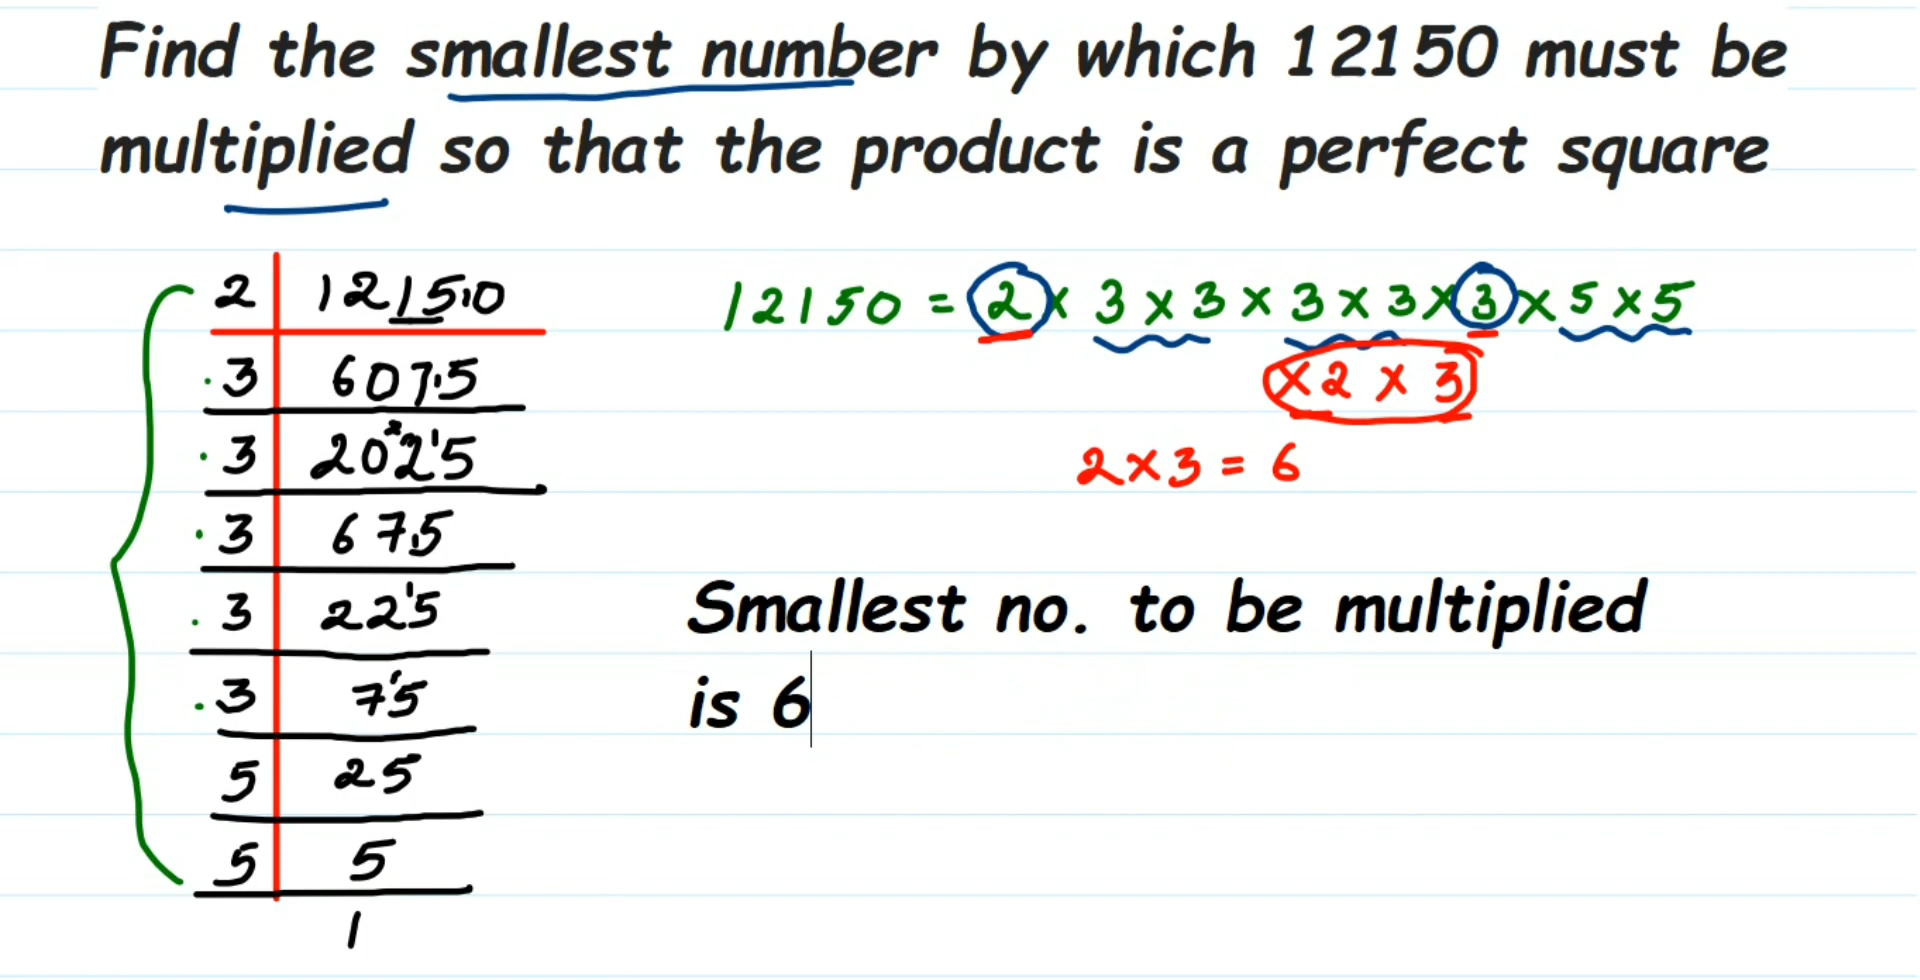 Find the smallest number by which 12150 must be
multiplied so that the product is a perfect square
2 12150
3 6075
3 2025
3 675
3 225
3 75
5 25
5 5
1
12150 = 2 × 3 × 3 × 3 × 3 × 3 × 5 × 5
× 2 × 3
2 × 3 = 6
Smallest no. to be multiplied
is 6